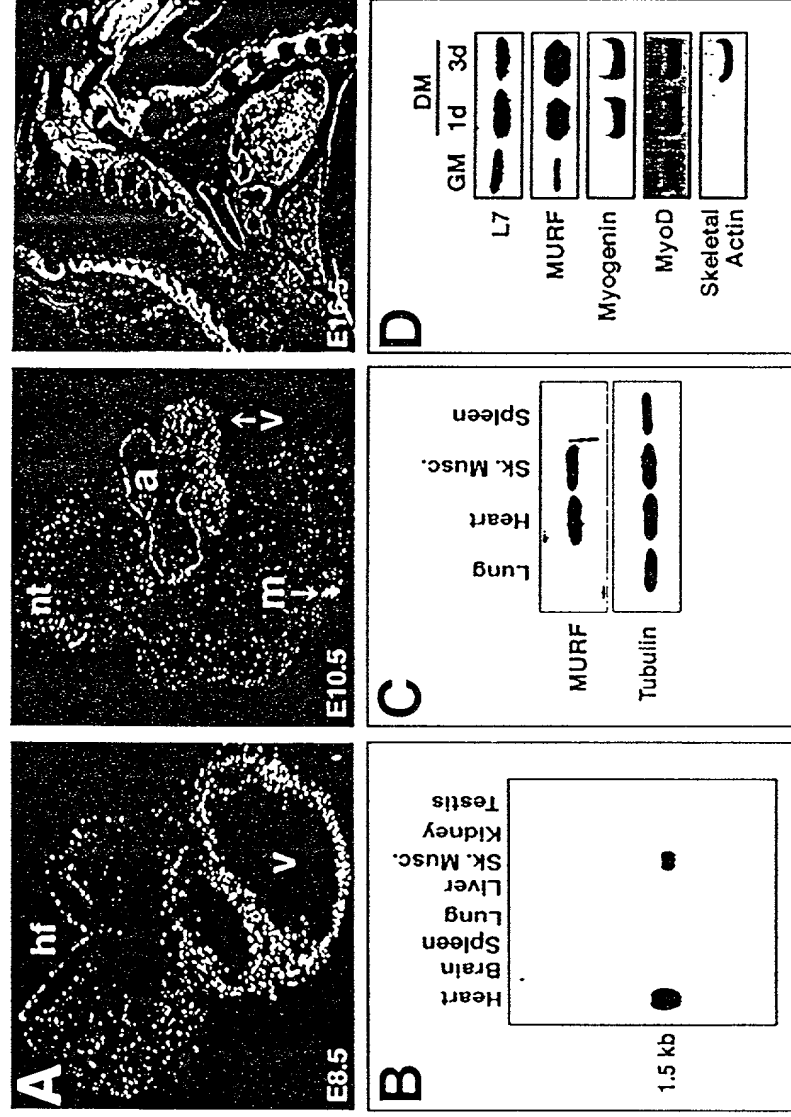 A
hf
v
E8.5
nt
a
m
v
E10.5
E16.5
B
Heart
Brain
Spleen
Lung
Liver
Sk. Musc.
Kidney
Testis
1.5 kb
C
Lung
Heart
Sk. Musc.
Spleen
MURF
Tubulin
D
DM
GM 1d 3d
L7
MURF
Myogenin
MyoD
Skeletal
Actin